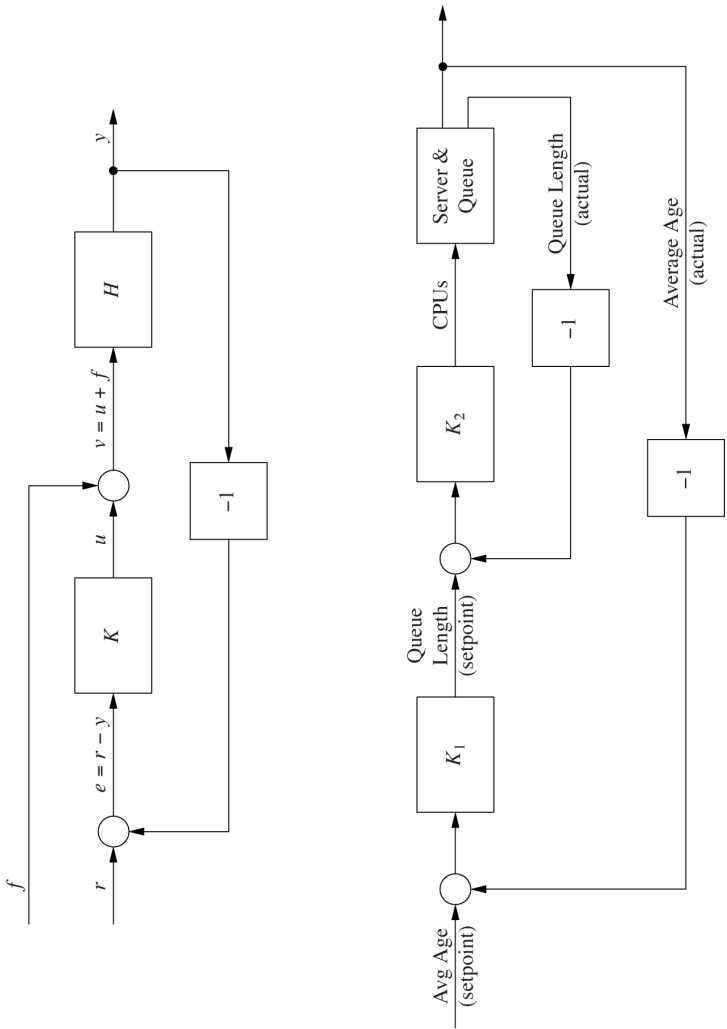 f
r
e = r − y
K
u
v = u + f
H
y
−1
Avg Age
(setpoint)
K1
Queue
Length
(setpoint)
K2
CPUs
Server &
Queue
Queue Length
(actual)
−1
Average Age
(actual)
−1